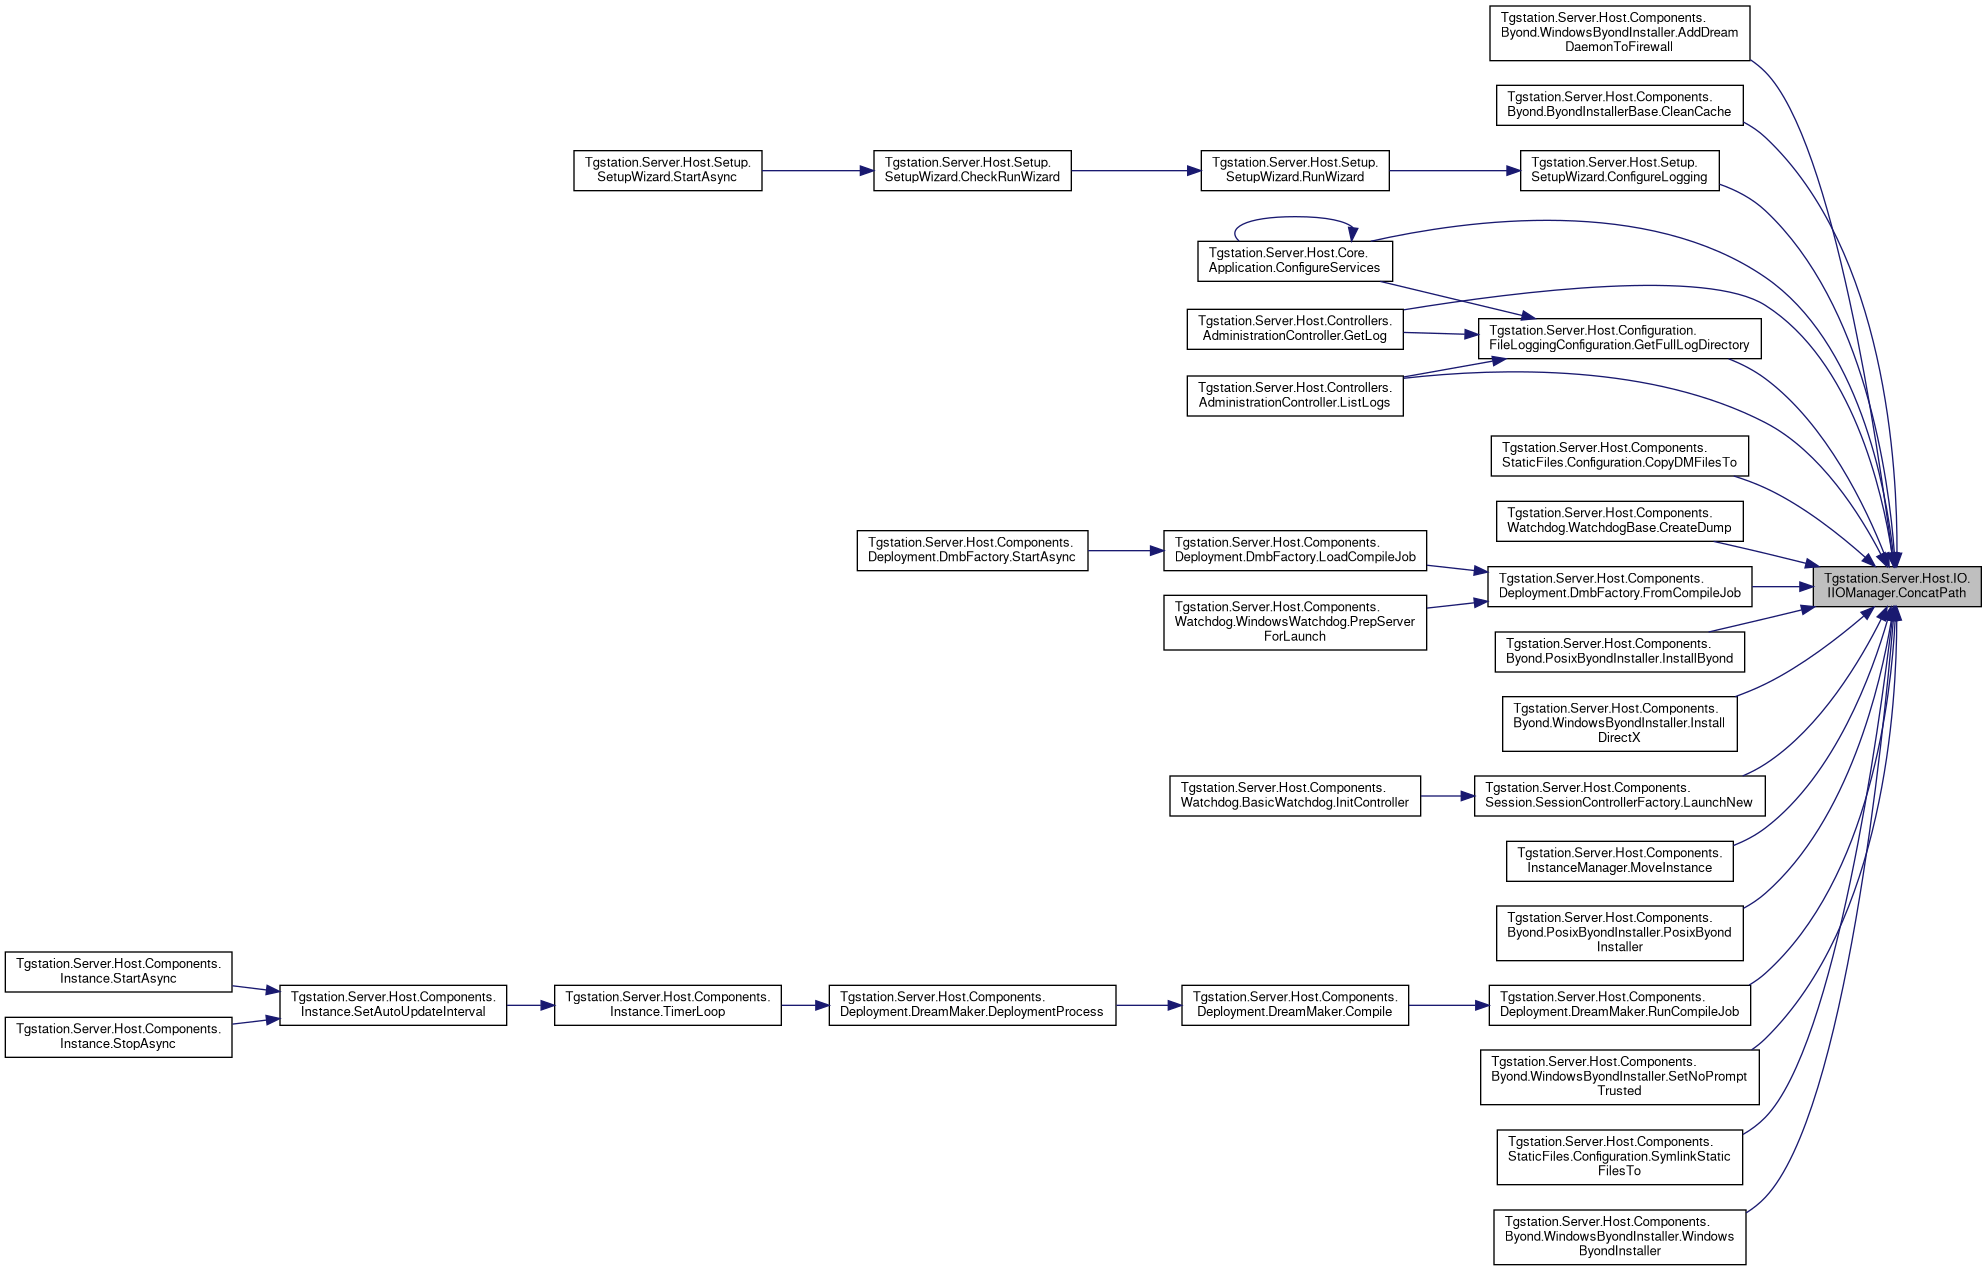 Tgstation.Server.Host.Components.
Byond.WindowsByondInstaller.AddDream
DaemonToFirewall
Tgstation.Server.Host.Components.
Byond.ByondInstallerBase.CleanCache
Tgstation.Server.Host.Setup.
SetupWizard.StartAsync
Tgstation.Server.Host.Setup.
SetupWizard.CheckRunWizard
Tgstation.Server.Host.Setup.
SetupWizard.RunWizard
Tgstation.Server.Host.Setup.
SetupWizard.ConfigureLogging
Tgstation.Server.Host.Core.
Application.ConfigureServices
Tgstation.Server.Host.Controllers.
AdministrationController.GetLog
Tgstation.Server.Host.Configuration.
FileLoggingConfiguration.GetFullLogDirectory
Tgstation.Server.Host.Controllers.
AdministrationController.ListLogs
Tgstation.Server.Host.Components.
StaticFiles.Configuration.CopyDMFilesTo
Tgstation.Server.Host.Components.
Watchdog.WatchdogBase.CreateDump
Tgstation.Server.Host.Components.
Deployment.DmbFactory.StartAsync
Tgstation.Server.Host.Components.
Deployment.DmbFactory.LoadCompileJob
Tgstation.Server.Host.Components.
Deployment.DmbFactory.FromCompileJob
Tgstation.Server.Host.IO.
IIOManager.ConcatPath
Tgstation.Server.Host.Components.
Watchdog.WindowsWatchdog.PrepServer
ForLaunch
Tgstation.Server.Host.Components.
Byond.PosixByondInstaller.InstallByond
Tgstation.Server.Host.Components.
Byond.WindowsByondInstaller.Install
DirectX
Tgstation.Server.Host.Components.
Watchdog.BasicWatchdog.InitController
Tgstation.Server.Host.Components.
Session.SessionControllerFactory.LaunchNew
Tgstation.Server.Host.Components.
InstanceManager.MoveInstance
Tgstation.Server.Host.Components.
Byond.PosixByondInstaller.PosixByond
Installer
Tgstation.Server.Host.Components.
Instance.StartAsync
Tgstation.Server.Host.Components.
Instance.StopAsync
Tgstation.Server.Host.Components.
Instance.SetAutoUpdateInterval
Tgstation.Server.Host.Components.
Instance.TimerLoop
Tgstation.Server.Host.Components.
Deployment.DreamMaker.DeploymentProcess
Tgstation.Server.Host.Components.
Deployment.DreamMaker.Compile
Tgstation.Server.Host.Components.
Deployment.DreamMaker.RunCompileJob
Tgstation.Server.Host.Components.
Byond.WindowsByondInstaller.SetNoPrompt
Trusted
Tgstation.Server.Host.Components.
StaticFiles.Configuration.SymlinkStatic
FilesTo
Tgstation.Server.Host.Components.
Byond.WindowsByondInstaller.Windows
ByondInstaller